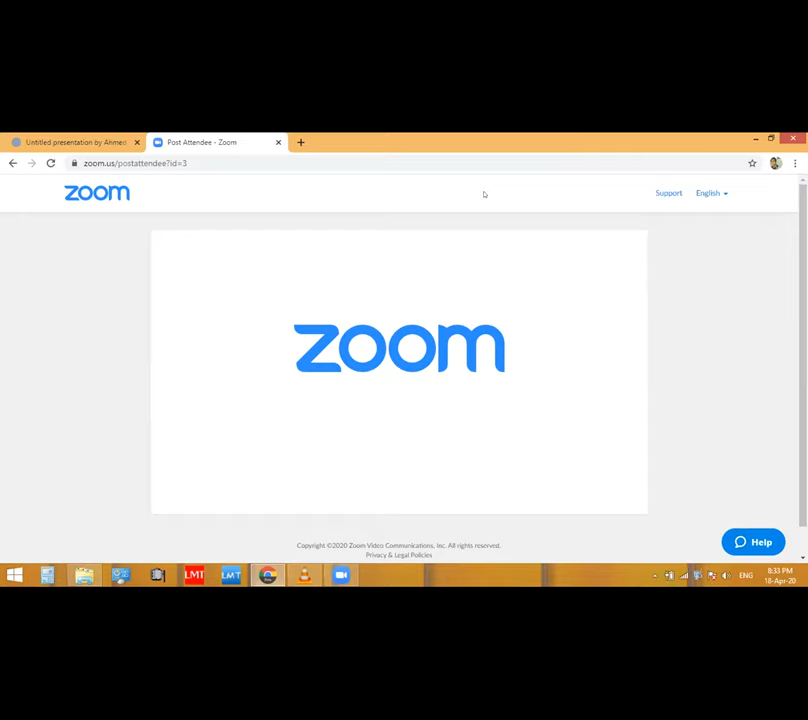 Untitled presentation by Ahmed
Post Attendee - Zoom
zoom.us/postattendee?id=3
zoom
Support
English
zoom
Copyright ©2020 Zoom Video Communications, Inc. All rights reserved.
Privacy & Legal Policies
Help
LMT
LMT
ENG
8:33 PM
18-Apr-20